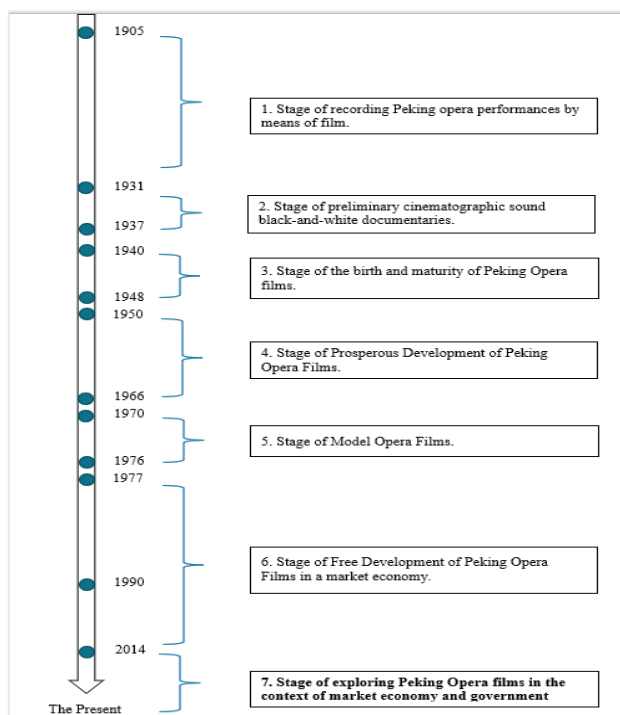 1905
1. Stage of recording Peking opera performances by
means of film.
1931
2. Stage of preliminary cinematographic sound
black-and-white documentaries.
1937
1940
3. Stage of the birth and maturity of Peking Opera
films.
1948
1950
4. Stage of Prosperous Development of Peking
Opera Films.
1966
1970
5. Stage of Model Opera Films.
1976
1977
6. Stage of Free Development of Peking Opera
Films in a market economy.
1990
2014
7. Stage of exploring Peking Opera films in the
context of market economy and government
The Present